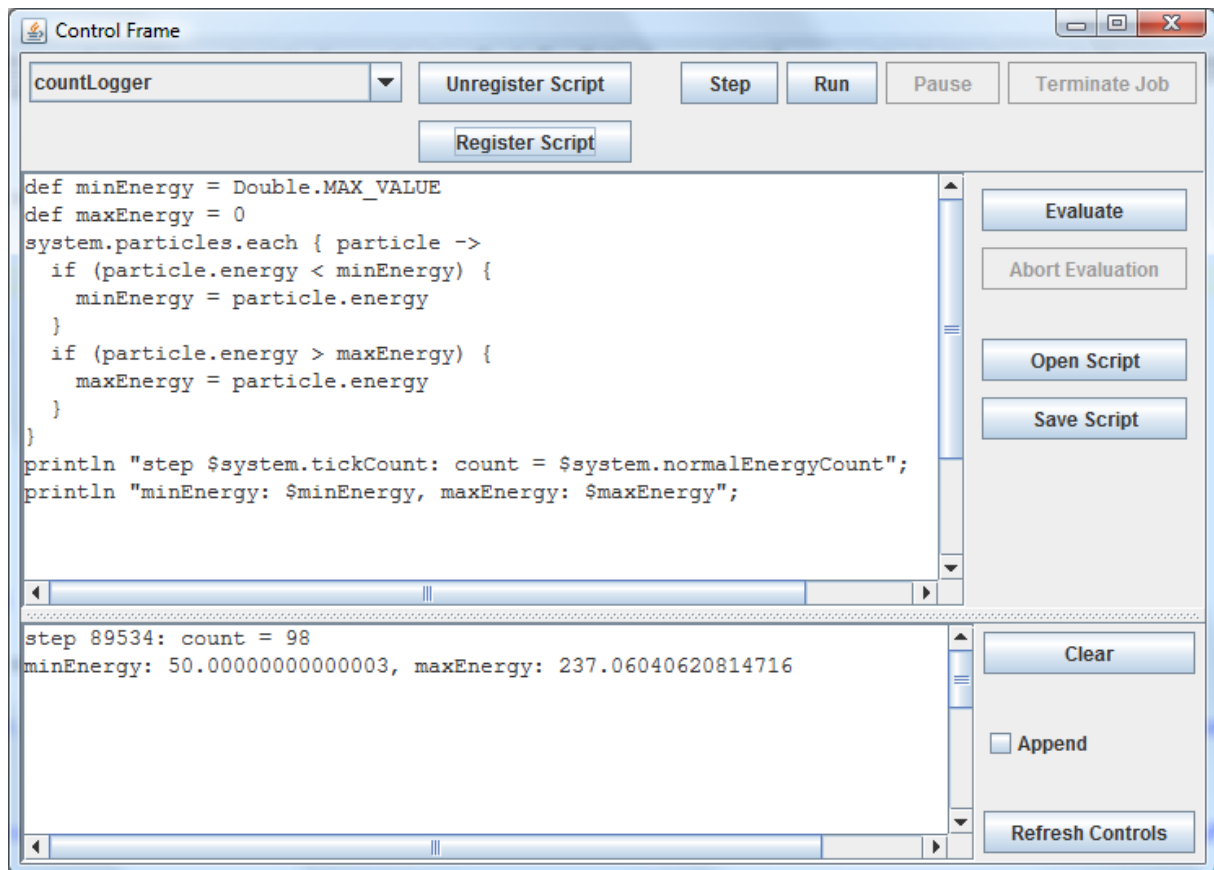 Control Frame
countLogger
Unregister Script
Step
Run
Pause
Terminate Job
Register Script
def minEnergy = Double.MAX_VALUE
def maxEnergy = 0
system.particles.each { particle ->
  if (particle.energy < minEnergy) {
    minEnergy = particle.energy
  }
  if (particle.energy > maxEnergy) {
    maxEnergy = particle.energy
  }
}
println "step $system.tickCount: count = $system.normalEnergyCount";
println "minEnergy: $minEnergy, maxEnergy: $maxEnergy";
Evaluate
Abort Evaluation
Open Script
Save Script
step 89534: count = 98
minEnergy: 50.00000000000003, maxEnergy: 237.06040620814716
Clear
Append
Refresh Controls